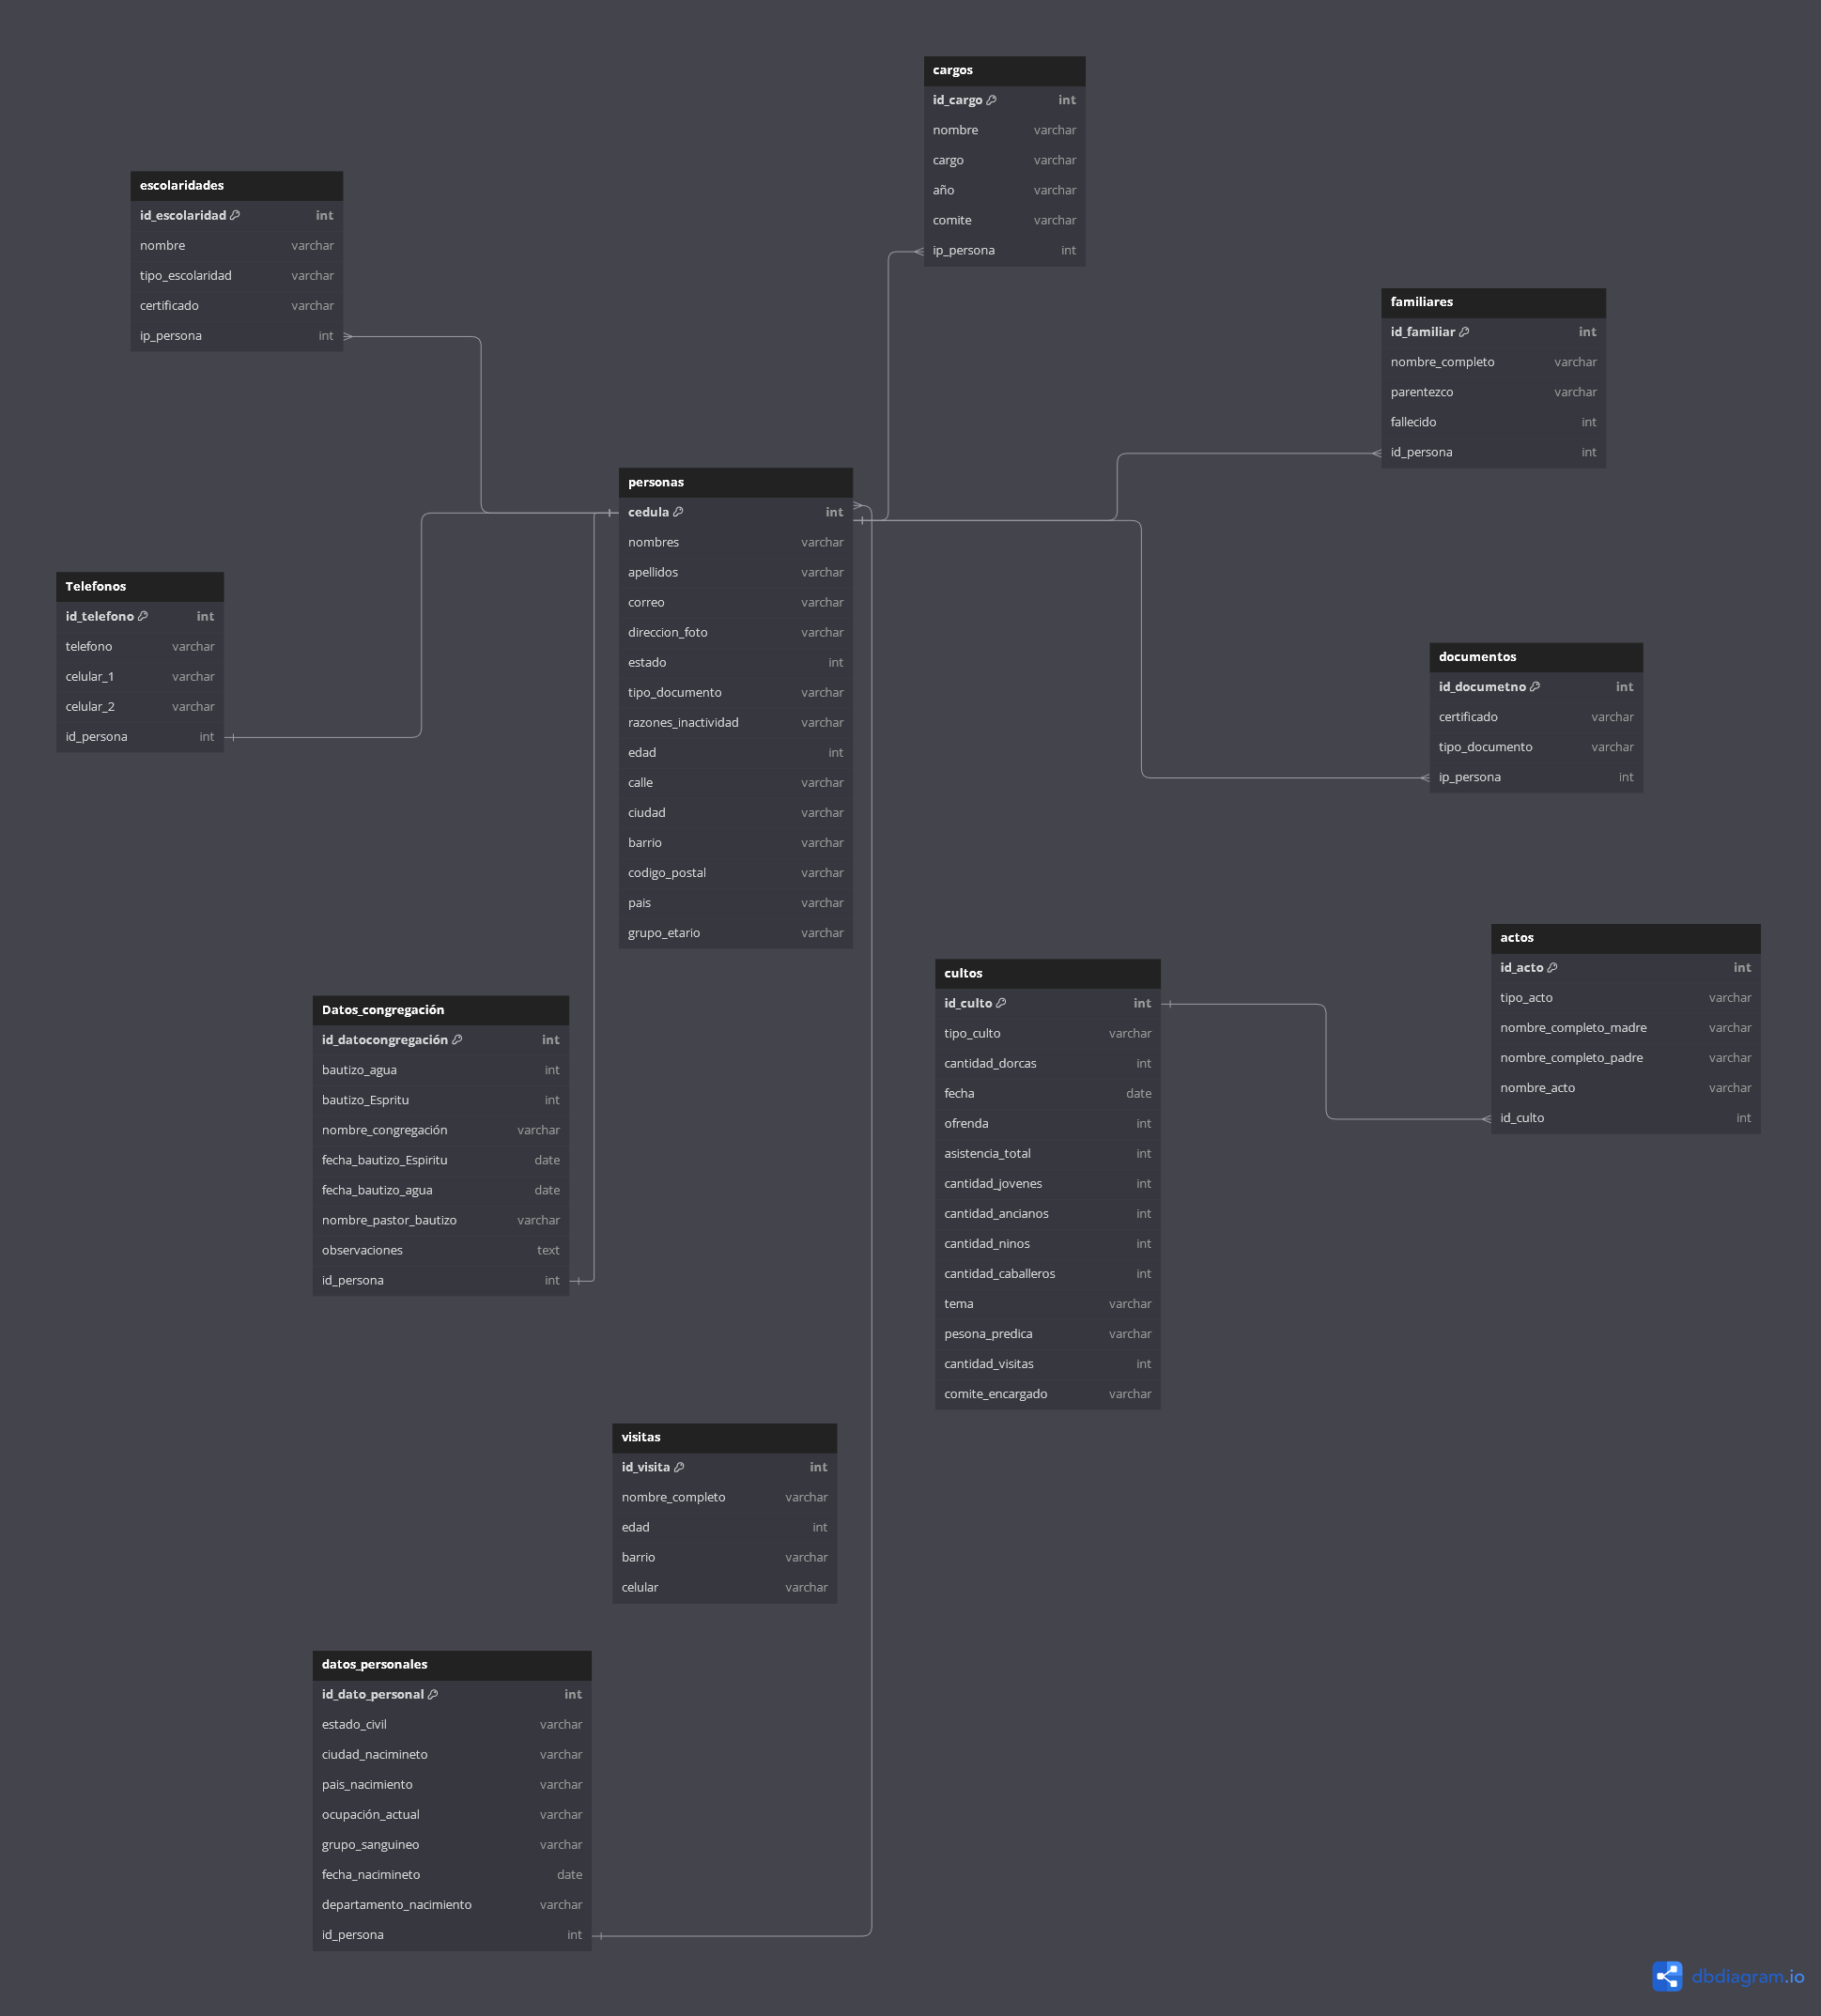 cargos
id_cargo int
nombre varchar
cargo varchar
año varchar
comite varchar
ip_persona int
escolaridades
id_escolaridad int
nombre varchar
tipo_escolaridad varchar
certificado varchar
ip_persona int
familiares
id_familiar int
nombre_completo varchar
parentezco varchar
fallecido int
id_persona int
personas
cedula int
nombres varchar
apellidos varchar
correo varchar
direccion_foto varchar
estado int
tipo_documento varchar
razones_inactividad varchar
edad int
calle varchar
ciudad varchar
barrio varchar
codigo_postal varchar
pais varchar
grupo_etario varchar
Telefonos
id_telefono int
telefono varchar
celular_1 varchar
celular_2 varchar
id_persona int
documentos
id_documetno int
certificado varchar
tipo_documento varchar
ip_persona int
actos
id_acto int
tipo_acto varchar
nombre_completo_madre varchar
nombre_completo_padre varchar
nombre_acto varchar
id_culto int
cultos
id_culto int
tipo_culto varchar
cantidad_dorcas int
fecha date
ofrenda int
asistencia_total int
cantidad_jovenes int
cantidad_ancianos int
cantidad_ninos int
cantidad_caballeros int
tema varchar
pesona_predica varchar
cantidad_visitas int
comite_encargado varchar
Datos_congregación
id_datocongregación int
bautizo_agua int
bautizo_Espritu int
nombre_congregación varchar
fecha_bautizo_Espiritu date
fecha_bautizo_agua date
nombre_pastor_bautizo varchar
observaciones text
id_persona int
visitas
id_visita int
nombre_completo varchar
edad int
barrio varchar
celular varchar
datos_personales
id_dato_personal int
estado_civil varchar
ciudad_nacimineto varchar
pais_nacimiento varchar
ocupación_actual varchar
grupo_sanguineo varchar
fecha_nacimineto date
departamento_nacimiento varchar
id_persona int
dbdiagram.io